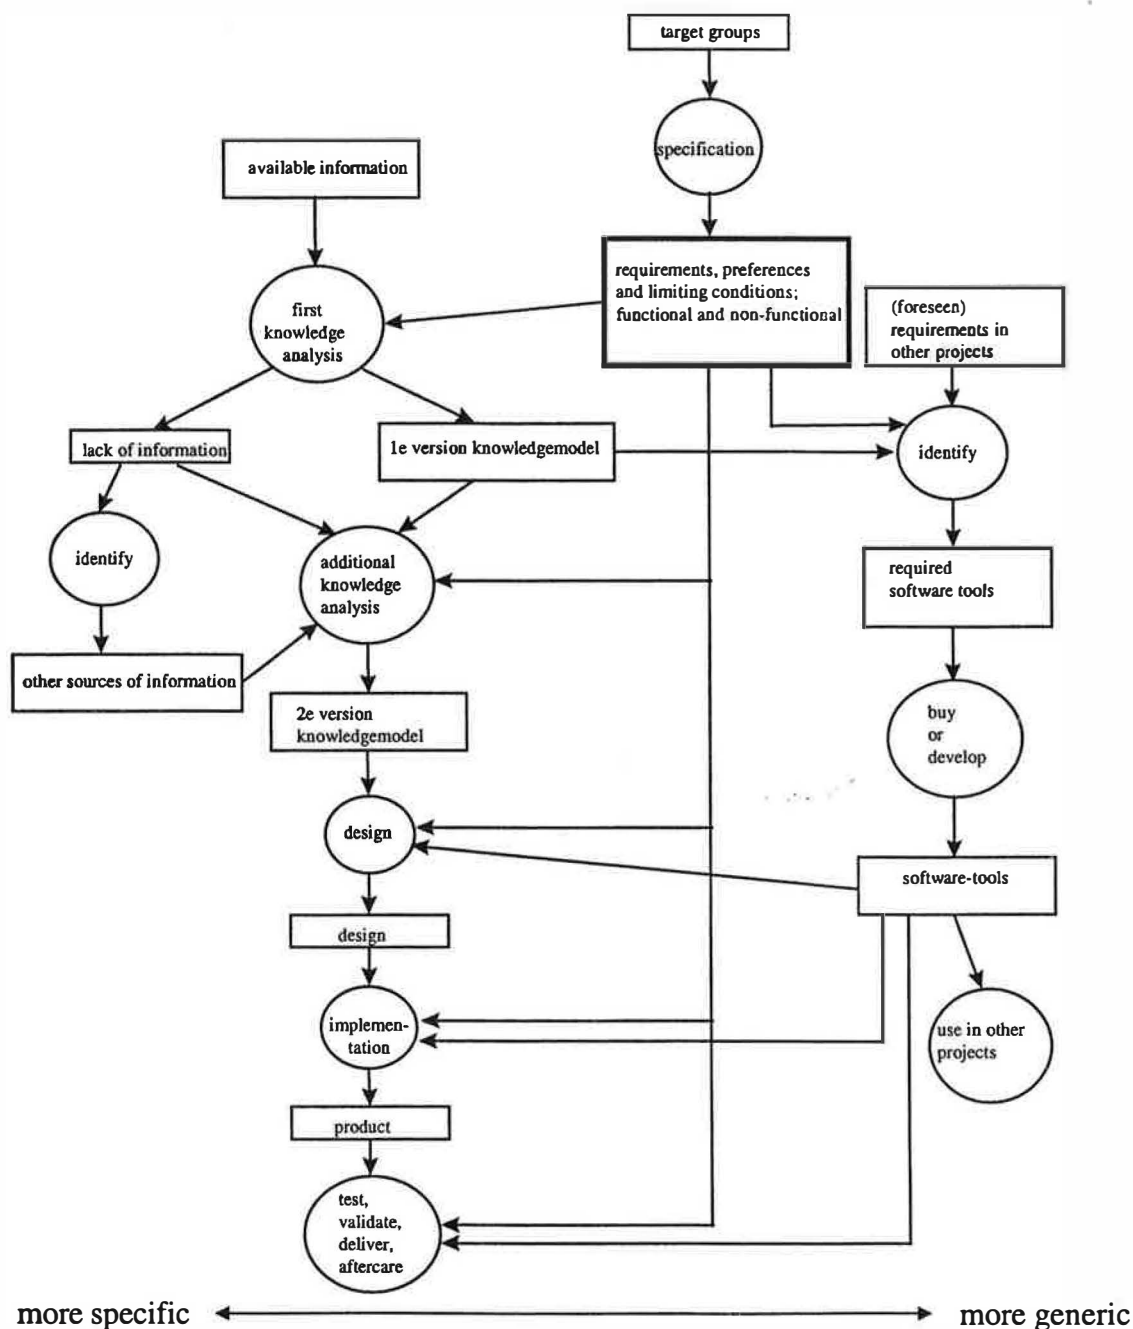 target groups
specification
available information
requirements, preferences
and limiting conditions;
functional and non-functional
(foreseen)
requirements in
other projects
first
knowledge
analysis
lack of information
1e version knowledgemodel
identify
identify
additional
knowledge
analysis
required
software tools
other sources of information
2e version
knowledgemodel
buy
or
develop
design
software-tools
design
implemen-
tation
use in other
projects
product
test,
validate,
deliver,
aftercare
more specific
more generic